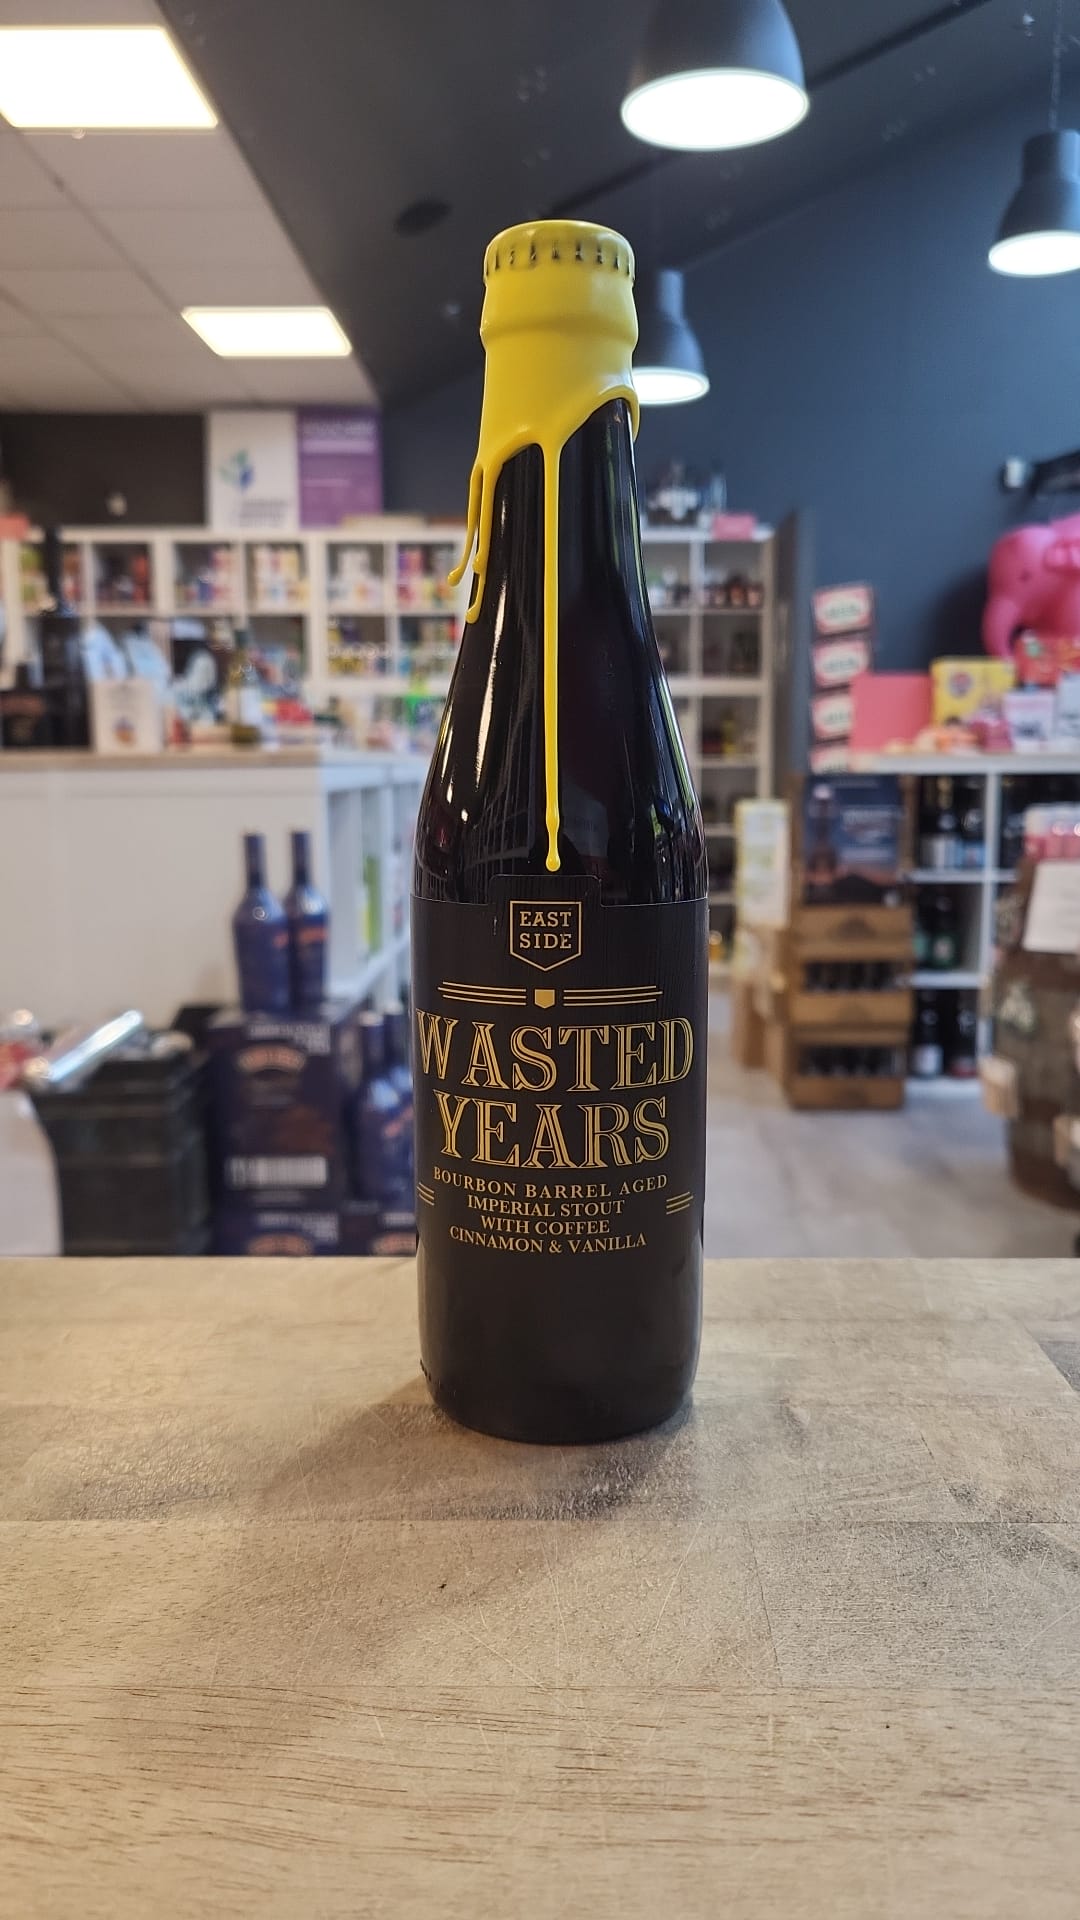 EAST
SIDE
WASTED
YEARS
BOURBON BARREL AGED
IMPERIAL STOUT
WITH COFFEE
CINNAMON & VANILLA